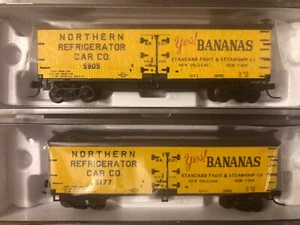 NORTHERN
REFRIGERATOR
CAR CO.
5905
Yes! BANANAS
STANDARD FRUIT & STEAMSHIP CO.
NEW ORLEANS NEW YORK
NORTHERN
REFRIGERATOR
CAR CO.
Yes! BANANAS
STANDARD FRUIT & STEAMSHIP CO.
NEW ORLEANS NEW YORK